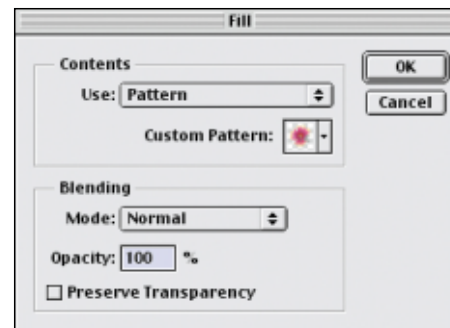 Fill
Contents
Use: Pattern
Custom Pattern:
OK
Cancel
Blending
Mode: Normal
Opacity: 100 %
Preserve Transparency